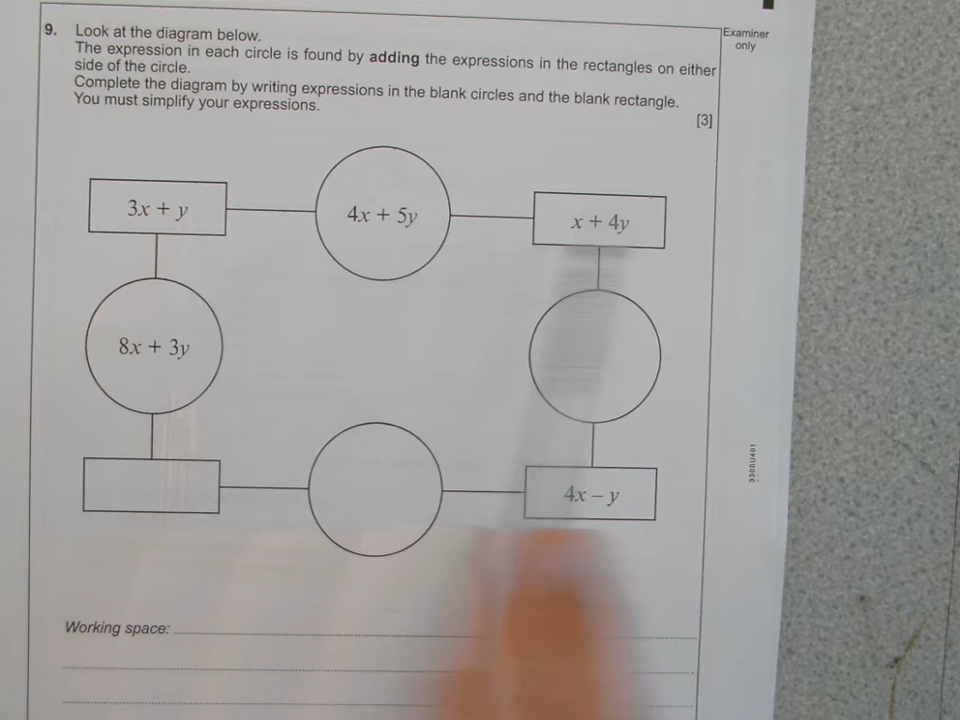 9. Look at the diagram below.
The expression in each circle is found by adding the expressions in the rectangles on either
side of the circle.
Complete the diagram by writing expressions in the blank circles and the blank rectangle.
You must simplify your expressions.
[3]
Examiner
only
3x + y
4x + 5y
x + 4y
8x + 3y
4x – y
3300U401
Working space: